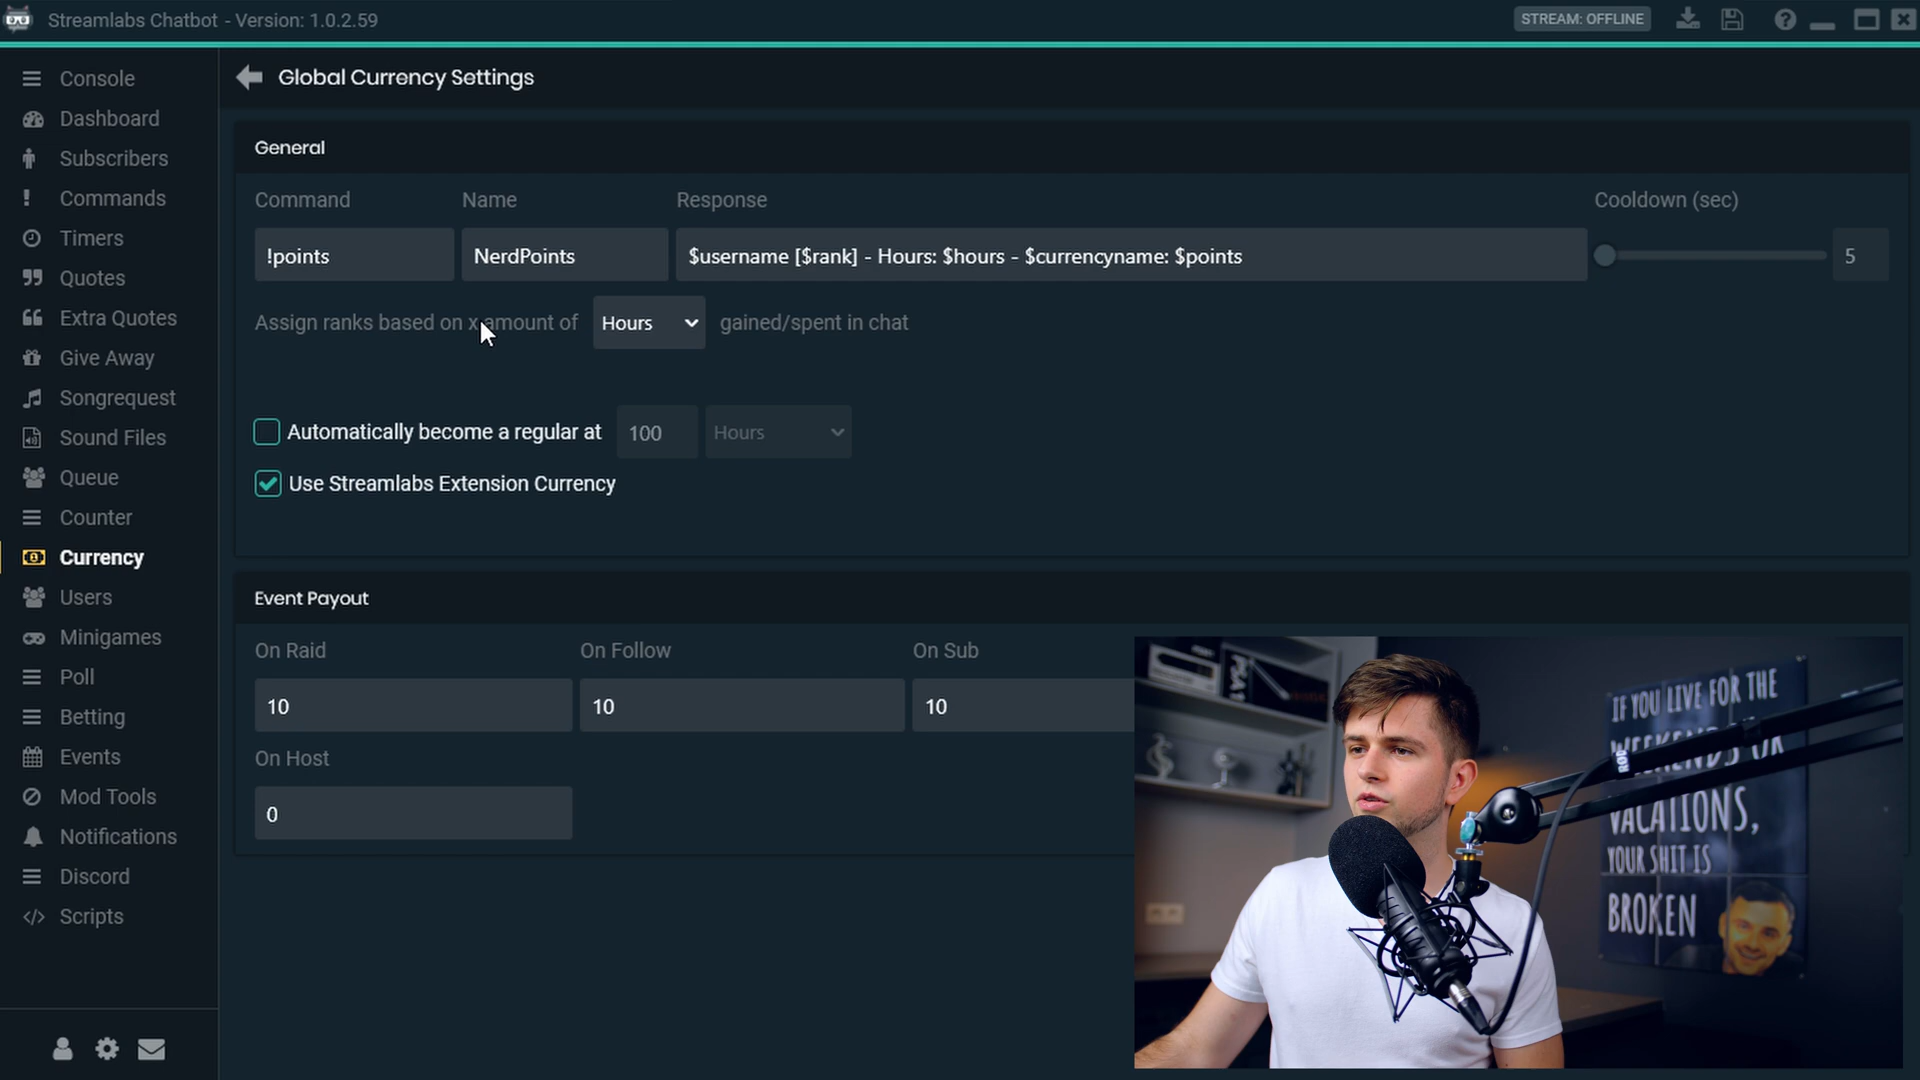 Streamlabs Chatbot - Version: 1.0.2.59
STREAM: OFFLINE
Console
Dashboard
Subscribers
Commands
Timers
Quotes
Extra Quotes
Give Away
Songrequest
Sound Files
Queue
Counter
Currency
Users
Minigames
Poll
Betting
Events
Mod Tools
Notifications
Discord
Scripts
Global Currency Settings
General
Command Name Response Cooldown (sec)
!points NerdPoints $username [$rank] - Hours: $hours - $currencyname: $points 5
Assign ranks based on x amount of Hours gained/spent in chat
Automatically become a regular at 100 Hours
Use Streamlabs Extension Currency
Event Payout
On Raid On Follow On Sub
10 10 10
On Host
0
IF YOU LIVE FOR THE
WEEKENDS OR
VACATIONS,
YOUR SHIT IS
BROKEN